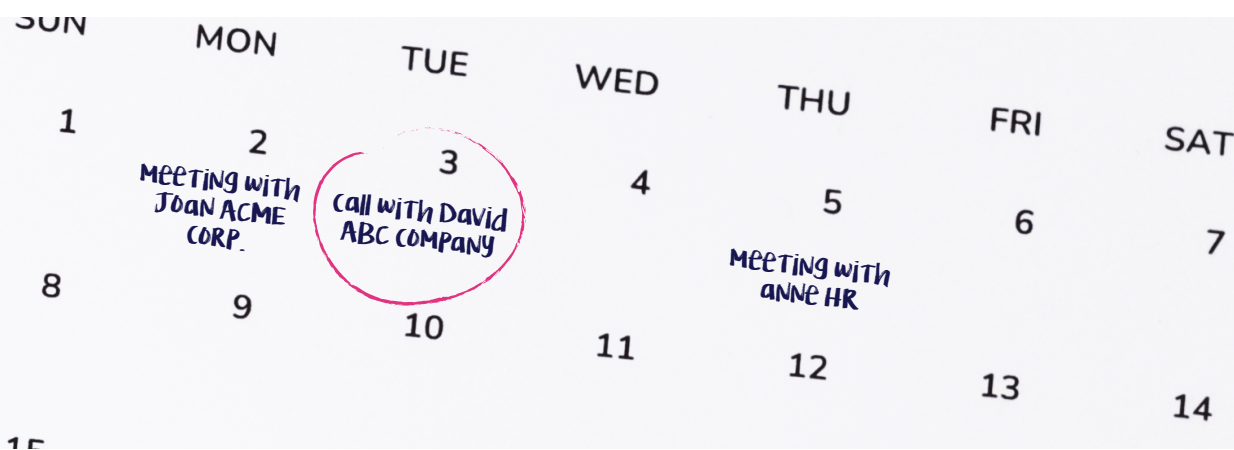 SUN MON TUE WED THU FRI SAT
1 2 3 4 5 6 7
MEETING WITH
JOAN ACME
CORP.
CALL WITH DAVID
ABC COMPANY
MEETING WITH
ANNE HR
8 9 10 11 12 13 14
15